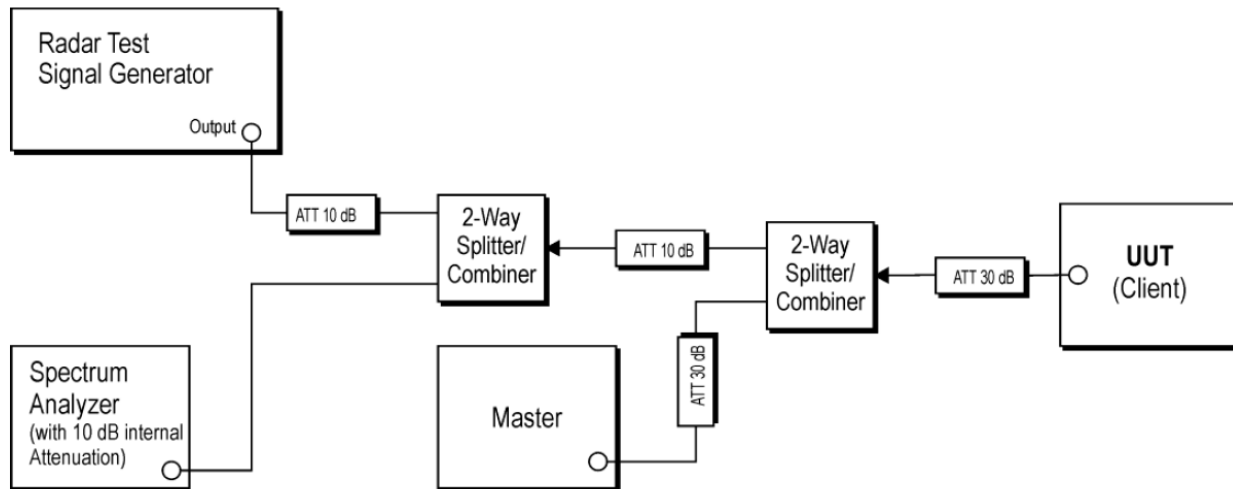 Radar Test
Signal Generator
Output
ATT 10 dB
2-Way
Splitter/
Combiner
ATT 10 dB
2-Way
Splitter/
Combiner
ATT 30 dB
UUT
(Client)
ATT 30 dB
Spectrum
Analyzer
(with 10 dB internal
Attenuation)
Master